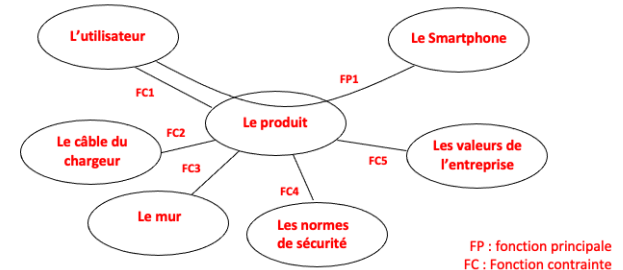 L'utilisateur
Le Smartphone
FP1
FC1
Le produit
FC2
Le câble du
chargeur
Les valeurs de
l'entreprise
FC5
FC3
FC4
Le mur
Les normes
de sécurité
FP : fonction principale
FC : Fonction contrainte